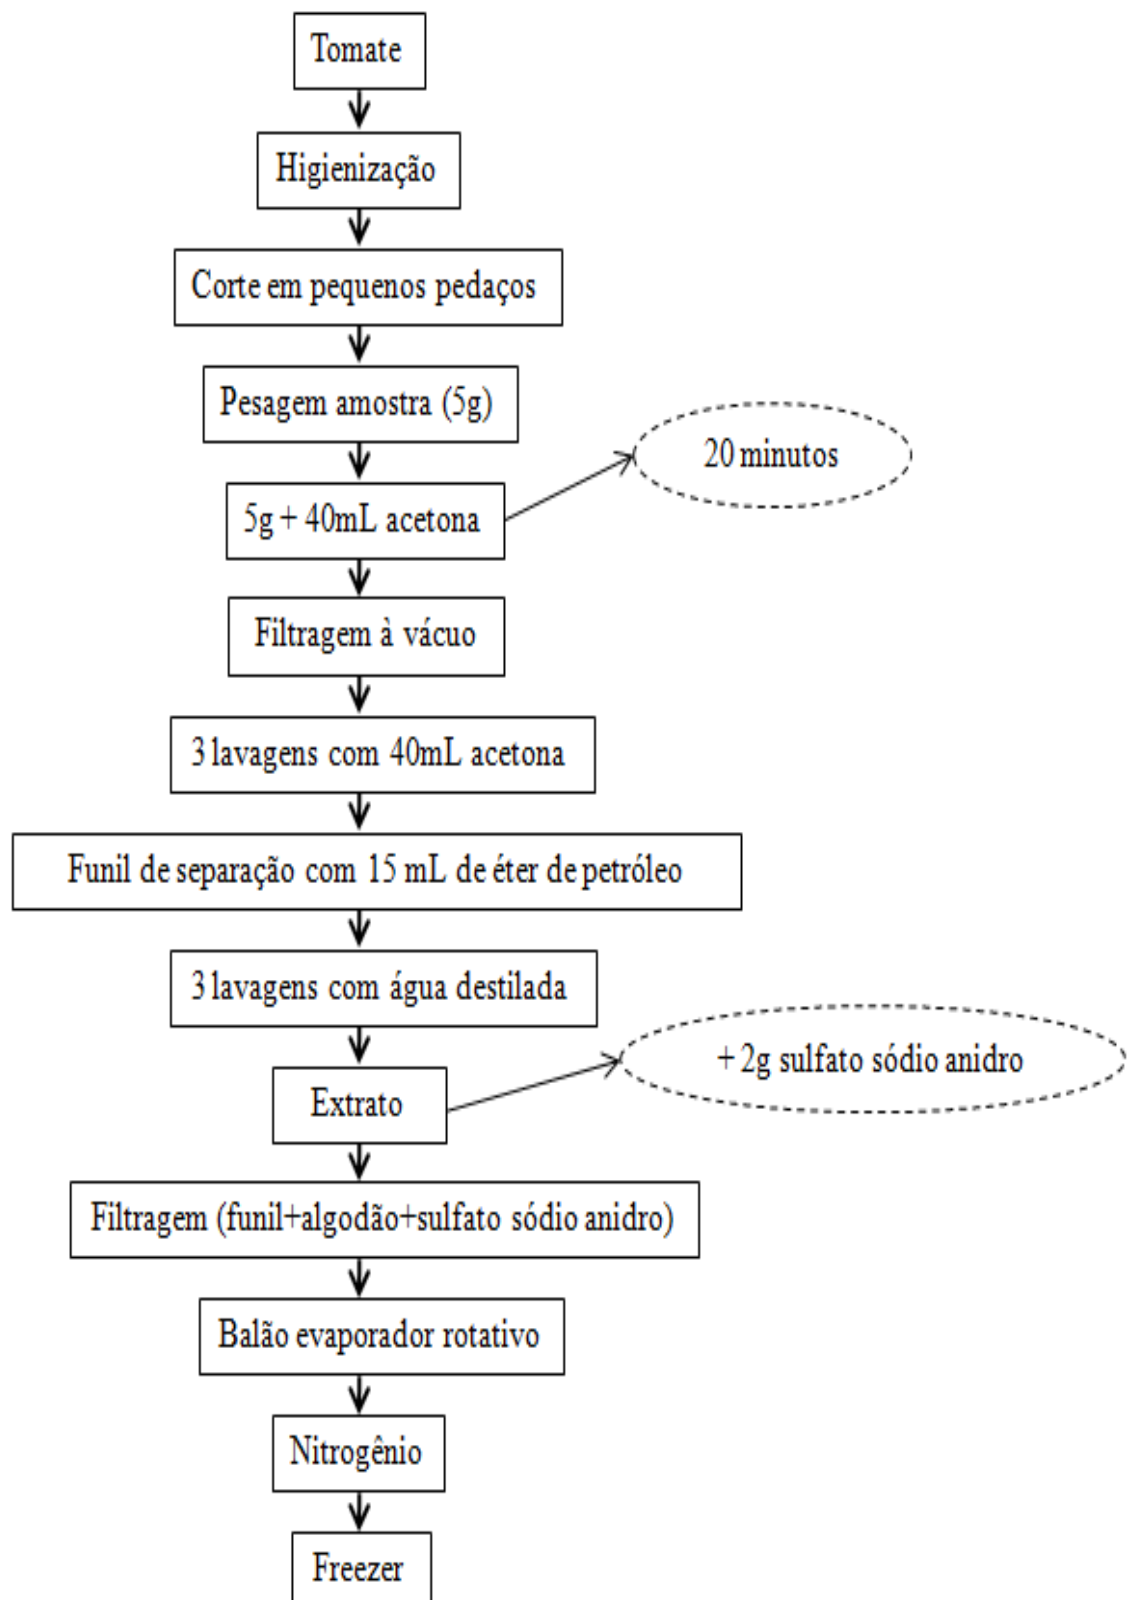 Tomate
Higienização
Corte em pequenos pedaços
Pesagem amostra (5g)
20 minutos
5g + 40mL acetona
Filtragem à vácuo
3 lavagens com 40mL acetona
Funil de separação com 15 mL de éter de petróleo
3 lavagens com água destilada
+ 2g sulfato sódio anidro
Extrato
Filtragem (funil+algodão+sulfato sódio anidro)
Balão evaporador rotativo
Nitrogênio
Freezer